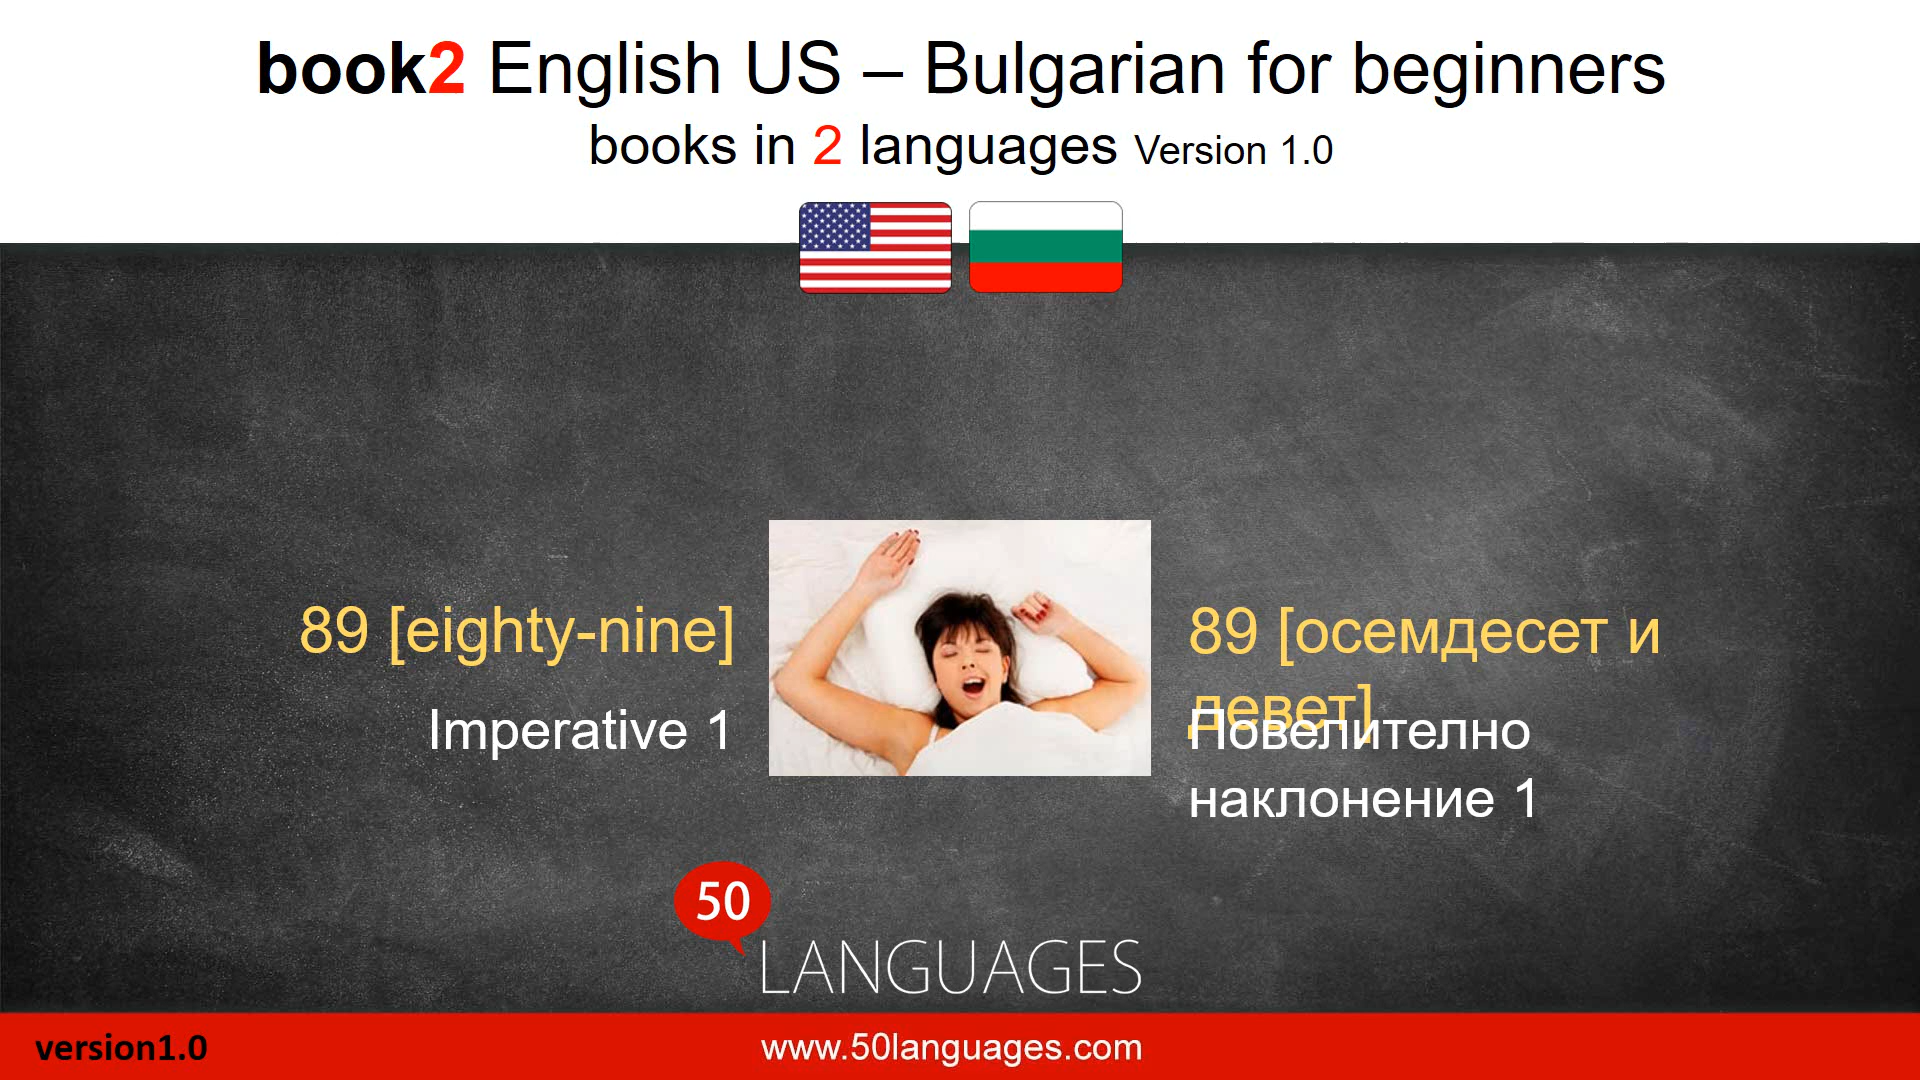 book2 English US – Bulgarian for beginners
books in 2 languages Version 1.0
89 [eighty-nine]
Imperative 1
89 [осемдесет и
девет]
Повелително
наклонение 1
50
LANGUAGES
version1.0
www.50languages.com